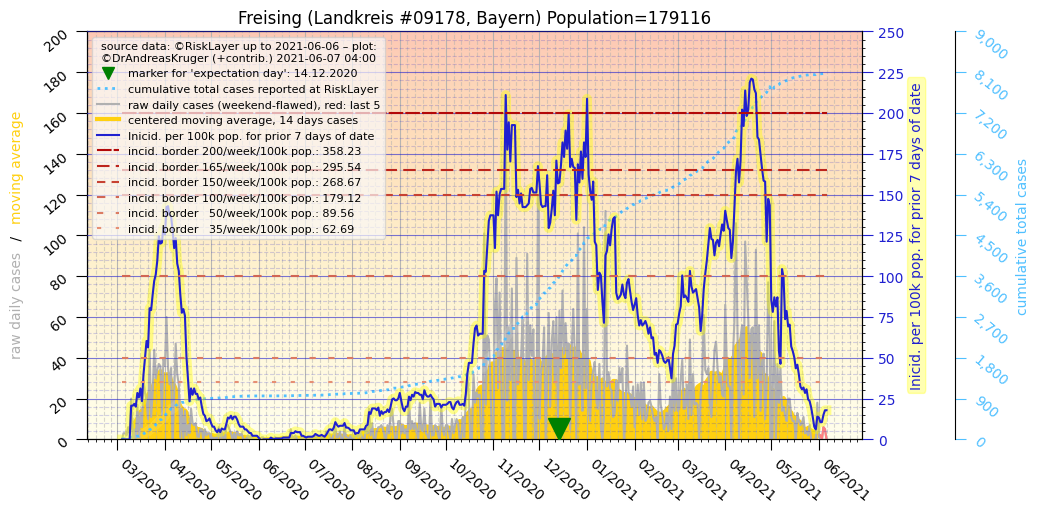 Freising (Landkreis #09178, Bayern) Population=179116
source data: ©RiskLayer up to 2021-06-06 – plot:
©DrAndreasKruger (+contrib.) 2021-06-07 04:00
marker for 'expectation day': 14.12.2020
cumulative total cases reported at RiskLayer
raw daily cases (weekend-flawed), red: last 5
centered moving average, 14 days cases
Inicid. per 100k pop. for prior 7 days of date
incid. border 200/week/100k pop.: 358.23
incid. border 165/week/100k pop.: 295.54
incid. border 150/week/100k pop.: 268.67
incid. border 100/week/100k pop.: 179.12
incid. border   50/week/100k pop.: 89.56
incid. border   35/week/100k pop.: 62.69
raw daily cases / moving average
200
180
160
140
120
100
80
60
40
20
0
03/2020
04/2020
05/2020
06/2020
07/2020
08/2020
09/2020
10/2020
11/2020
12/2020
01/2021
02/2021
03/2021
04/2021
05/2021
06/2021
250
225
200
175
150
125
100
75
50
25
0
Inicid. per 100k pop. for prior 7 days of date
9,000
8,100
7,200
6,300
5,400
4,500
3,600
2,700
1,800
900
0
cumulative total cases